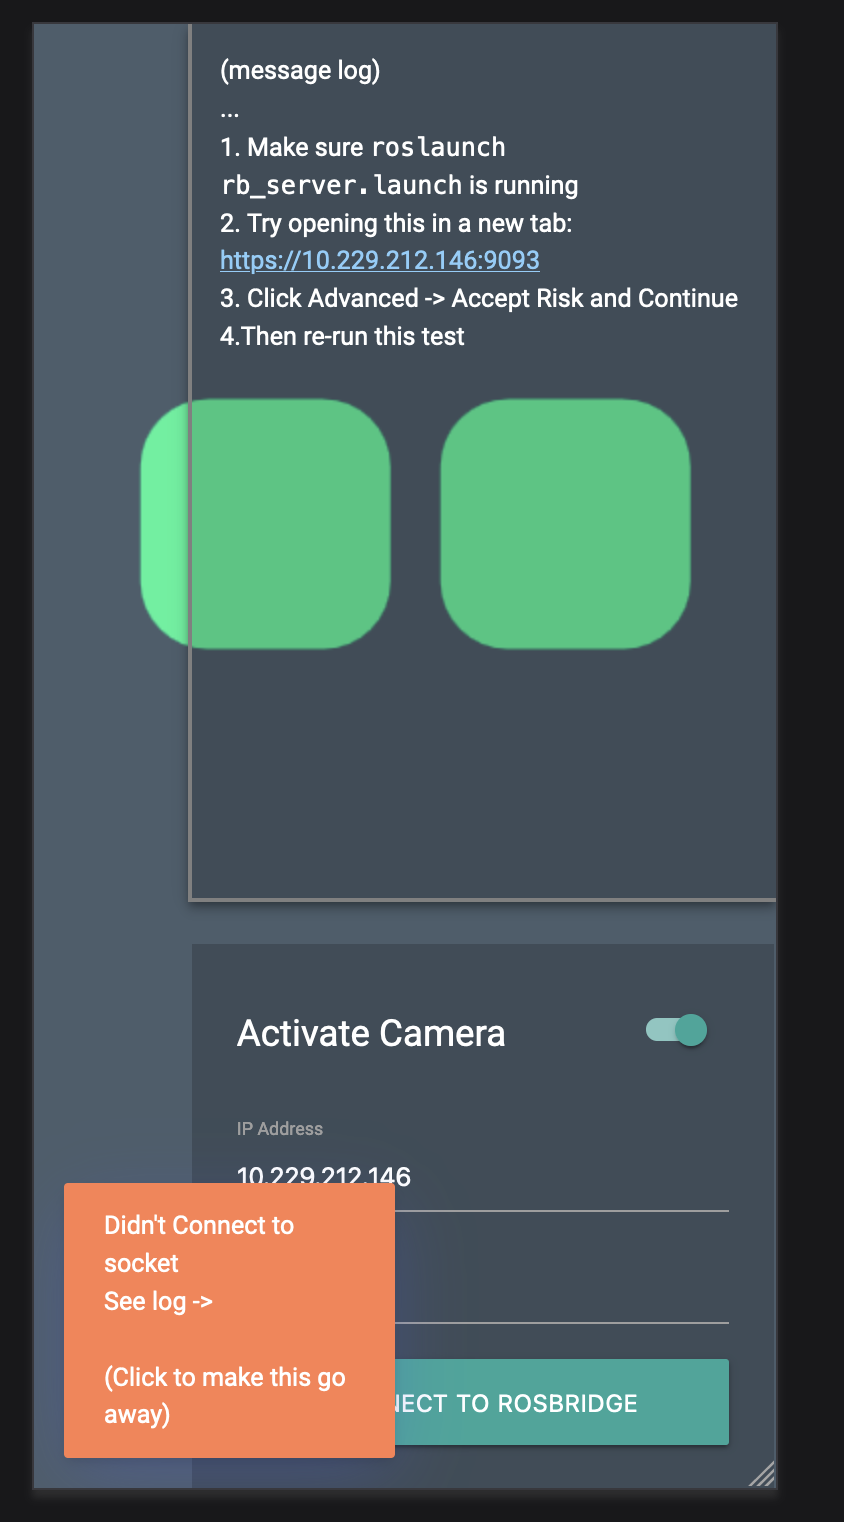 (message log)
...
1. Make sure roslaunch
rb_server.launch is running
2. Try opening this in a new tab:
https://10.229.212.146:9093
3. Click Advanced -> Accept Risk and Continue
4.Then re-run this test
Activate Camera
IP Address
10.229.212.146
Didn't Connect to
socket
See log ->
(Click to make this go
away)
NECT TO ROSBRIDGE